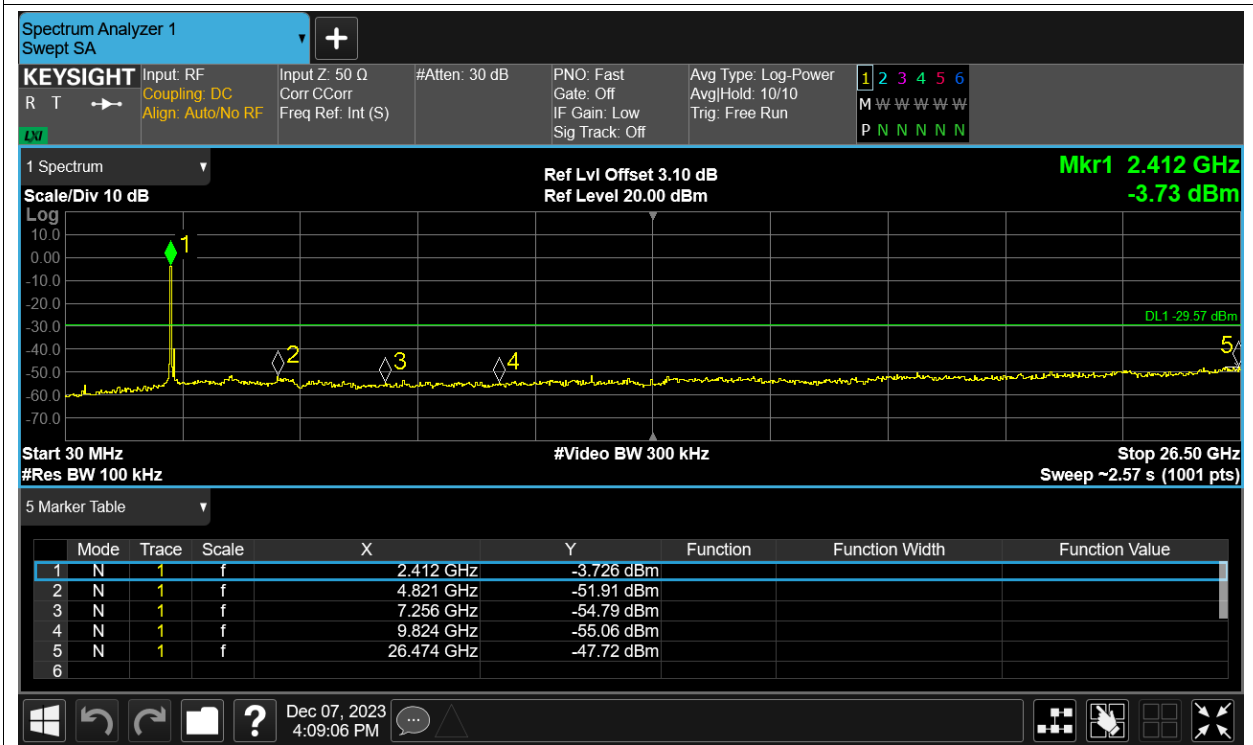 Spectrum Analyzer 1
Swept SA
+
KEYSIGHT Input: RF Input Z: 50 Ω #Atten: 30 dB PNO: Fast Avg Type: Log-Power 1 2 3 4 5 6
R T Coupling: DC Corr CCorr Gate: Off Avg|Hold: 10/10 M W W W W W
Align: Auto/No RF Freq Ref: Int (S) IF Gain: Low Trig: Free Run
LXI Sig Track: Off P N N N N N
1 Spectrum Ref Lvl Offset 3.10 dB Mkr1 2.412 GHz
Scale/Div 10 dB Ref Level 20.00 dBm -3.73 dBm
Log
10.0 1
0.00
-10.0
-20.0
DL1 -29.57 dBm
-30.0
-40.0 2 3 4 5
-50.0
-60.0
-70.0
Start 30 MHz #Video BW 300 kHz Stop 26.50 GHz
#Res BW 100 kHz Sweep ~2.57 s (1001 pts)
5 Marker Table
Mode Trace Scale X Y Function Function Width Function Value
1 N 1 f 2.412 GHz -3.726 dBm
2 N 1 f 4.821 GHz -51.91 dBm
3 N 1 f 7.256 GHz -54.79 dBm
4 N 1 f 9.824 GHz -55.06 dBm
5 N 1 f 26.474 GHz -47.72 dBm
6
? Dec 07, 2023
4:09:06 PM